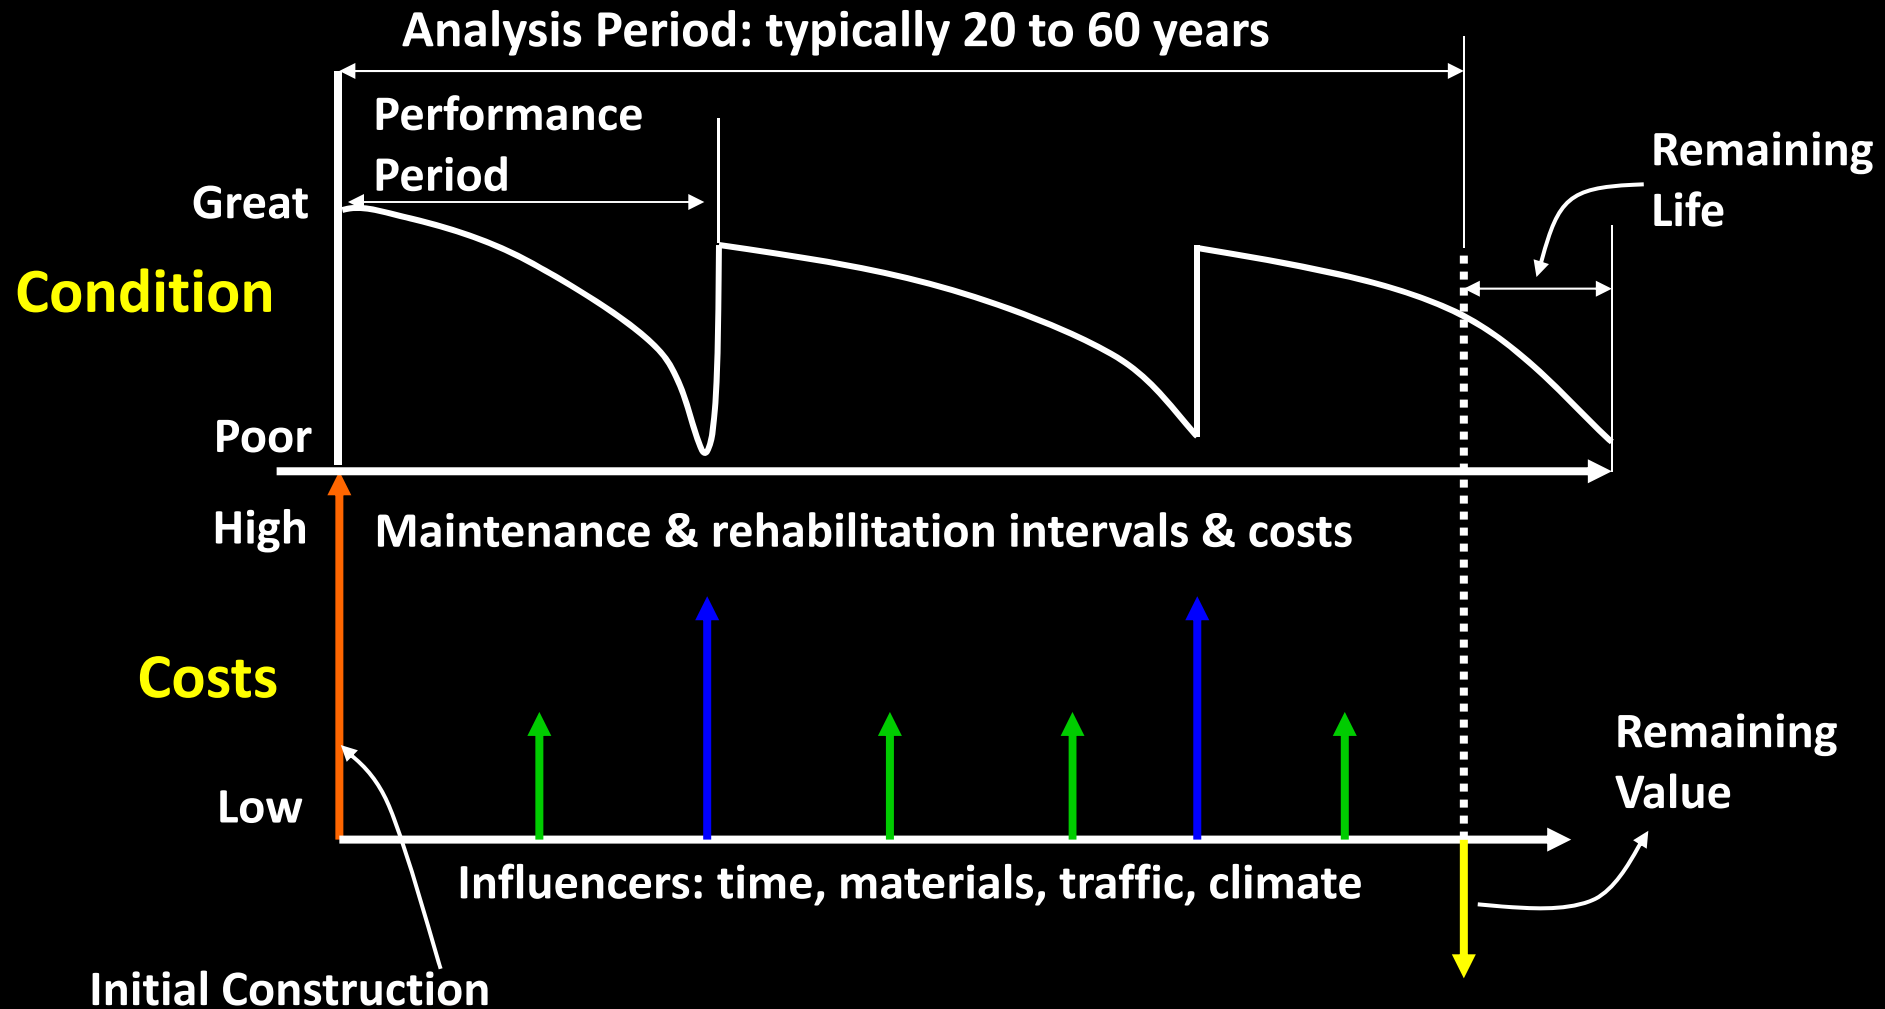 Analysis Period: typically 20 to 60 years
Performance
Period
Remaining
Life
Great
Condition
Poor
High
Maintenance & rehabilitation intervals & costs
Costs
Low
Remaining
Value
Influencers: time, materials, traffic, climate
Initial Construction